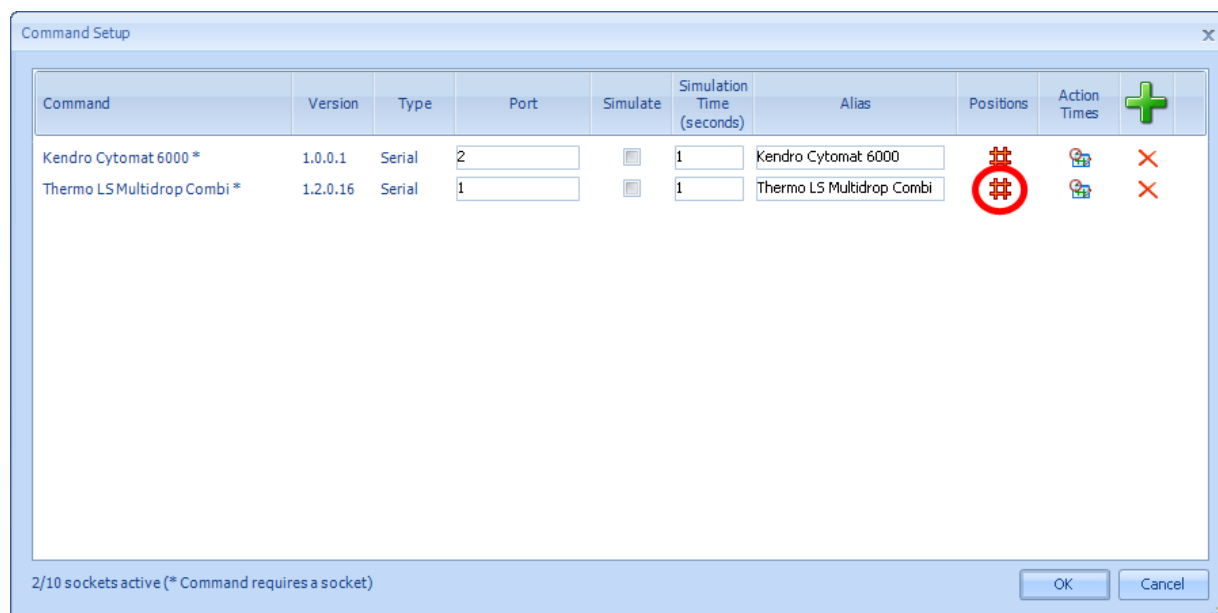 Command Setup
x
Command Version Type Port Simulate Simulation Time (seconds) Alias Positions Action Times
Kendro Cytomat 6000 * 1.0.0.1 Serial 2 1 Kendro Cytomat 6000
Thermo LS Multidrop Combi * 1.2.0.16 Serial 1 1 Thermo LS Multidrop Combi
2/10 sockets active (* Command requires a socket) OK Cancel